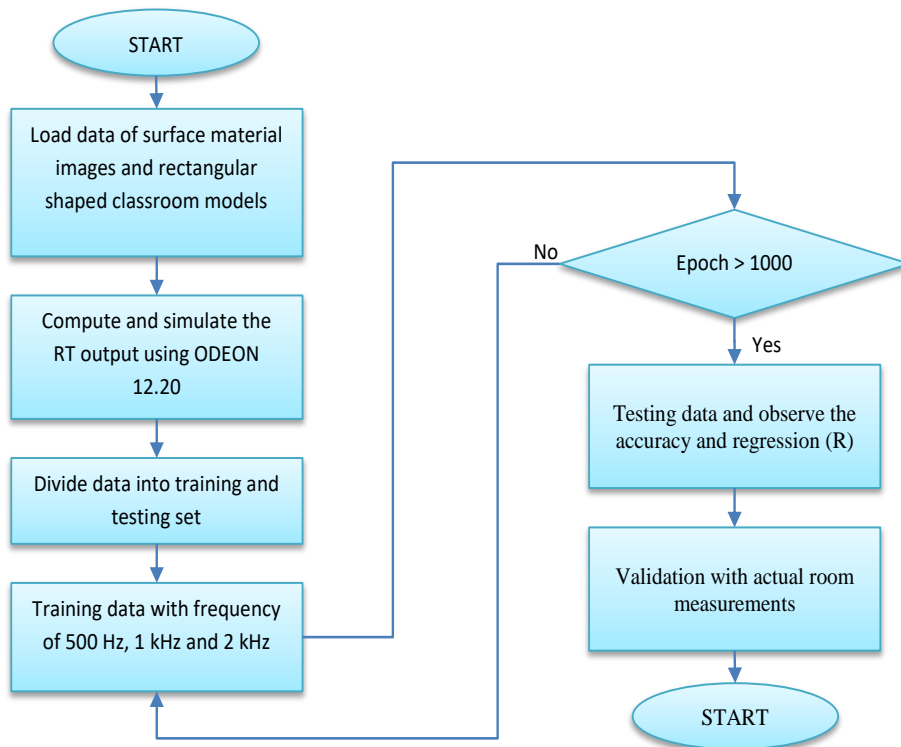 START
Load data of surface material
images and rectangular
shaped classroom models
Compute and simulate the
RT output using ODEON
12.20
Divide data into training and
testing set
Training data with frequency
of 500 Hz, 1 kHz and 2 kHz
No
Epoch > 1000
Yes
Testing data and observe the
accuracy and regression (R)
Validation with actual room
measurements
START